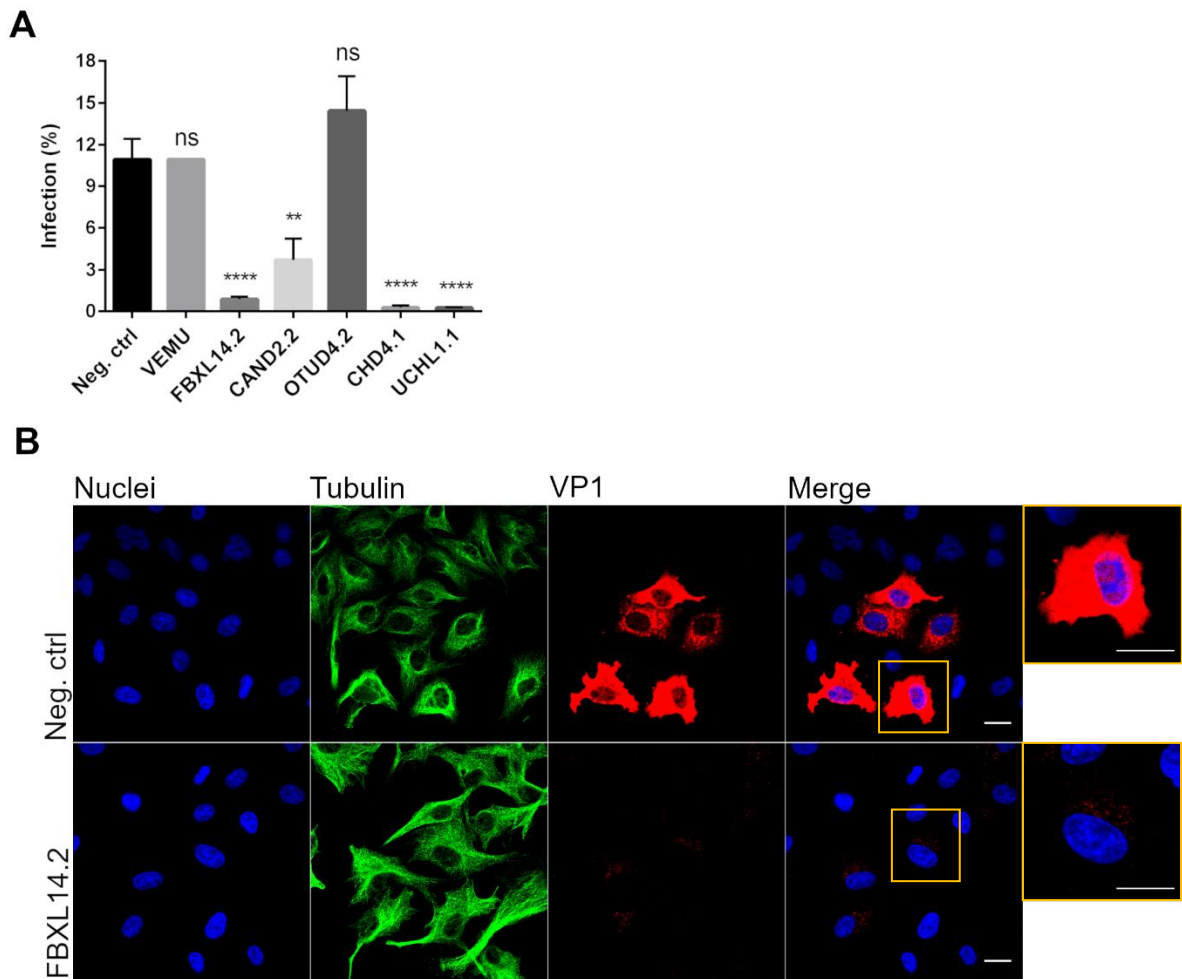 A
18
15
12
9
6
3
0
Infection (%)
ns
****
**
ns
****
****
Neg. ctrl
VEMU
FBXL14.2
CAND2.2
OTUD4.2
CHD4.1
UCHL1.1
B
Nuclei
Tubulin
VP1
Merge
Neg. ctrl
FBXL14.2